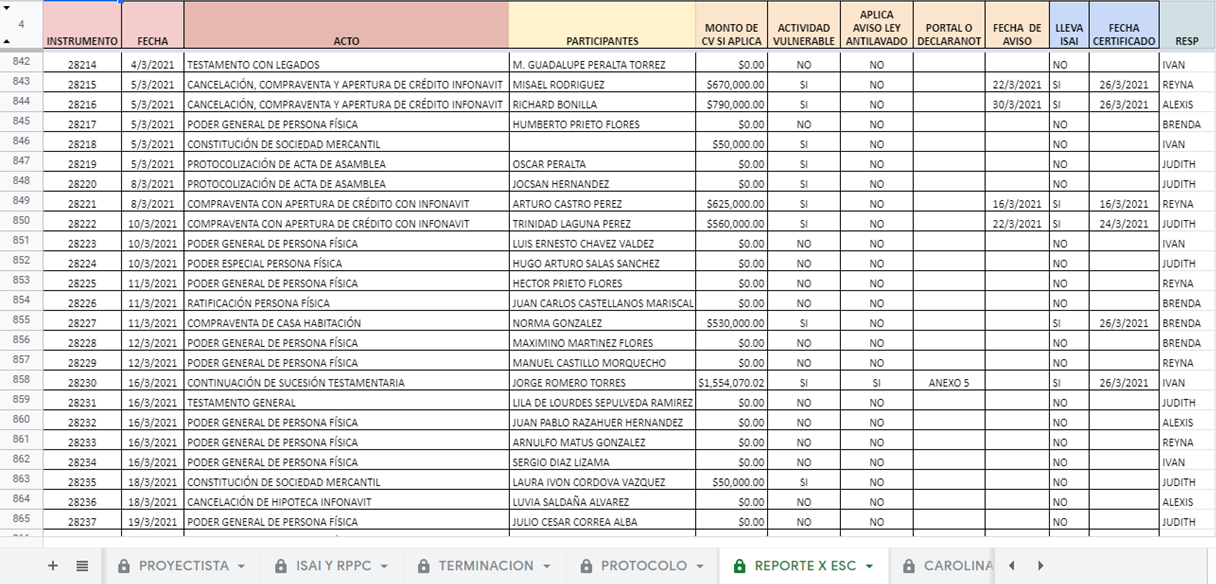 4 INSTRUMENTO FECHA ACTO PARTICIPANTES MONTO DE CV SI APLICA ACTIVIDAD VULNERABLE APLICA AVISO LEY ANTILAVADO PORTAL O DECLARANOT FECHA DE AVISO LLEVA ISAI FECHA CERTIFICADO RESP
842 28214 4/3/2021 TESTAMENTO CON LEGADOS M. GUADALUPE PERALTA TORREZ $0.00 NO NO NO IVAN
843 28215 5/3/2021 CANCELACIÓN, COMPRAVENTA Y APERTURA DE CRÉDITO INFONAVIT MISAEL RODRIGUEZ $670,000.00 SI NO 22/3/2021 SI 26/3/2021 REYNA
844 28216 5/3/2021 CANCELACIÓN, COMPRAVENTA Y APERTURA DE CRÉDITO INFONAVIT RICHARD BONILLA $790,000.00 SI NO 30/3/2021 SI 26/3/2021 ALEXIS
845 28217 5/3/2021 PODER GENERAL DE PERSONA FÍSICA HUMBERTO PRIETO FLORES $0.00 NO NO NO BRENDA
846 28218 5/3/2021 CONSTITUCIÓN DE SOCIEDAD MERCANTIL $50,000.00 SI NO NO IVAN
847 28219 5/3/2021 PROTOCOLIZACIÓN DE ACTA DE ASAMBLEA OSCAR PERALTA $0.00 SI NO NO JUDITH
848 28220 8/3/2021 PROTOCOLIZACIÓN DE ACTA DE ASAMBLEA JOCSAN HERNANDEZ $0.00 SI NO NO JUDITH
849 28221 8/3/2021 COMPRAVENTA CON APERTURA DE CRÉDITO CON INFONAVIT ARTURO CASTRO PEREZ $625,000.00 SI NO 16/3/2021 SI 16/3/2021 REYNA
850 28222 10/3/2021 COMPRAVENTA CON APERTURA DE CRÉDITO CON INFONAVIT TRINIDAD LAGUNA PEREZ $560,000.00 SI NO 22/3/2021 SI 24/3/2021 JUDITH
851 28223 10/3/2021 PODER GENERAL DE PERSONA FÍSICA LUIS ERNESTO CHAVEZ VALDEZ $0.00 NO NO NO IVAN
852 28224 10/3/2021 PODER ESPECIAL PERSONA FÍSICA HUGO ARTURO SALAS SANCHEZ $0.00 NO NO NO JUDITH
853 28225 11/3/2021 PODER GENERAL DE PERSONA FÍSICA HECTOR PRIETO FLORES $0.00 NO NO NO REYNA
854 28226 11/3/2021 RATIFICACIÓN PERSONA FÍSICA JUAN CARLOS CASTELLANOS MARISCAL $0.00 NO NO NO BRENDA
855 28227 11/3/2021 COMPRAVENTA DE CASA HABITACIÓN NORMA GONZALEZ $530,000.00 SI NO SI 26/3/2021 BRENDA
856 28228 12/3/2021 PODER GENERAL DE PERSONA FÍSICA MAXIMINO MARTINEZ FLORES $0.00 NO NO NO BRENDA
857 28229 12/3/2021 PODER GENERAL DE PERSONA FÍSICA MANUEL CASTILLO MORQUECHO $0.00 NO NO NO REYNA
858 28230 16/3/2021 CONTINUACIÓN DE SUCESIÓN TESTAMENTARIA JORGE ROMERO TORRES $1,554,070.02 SI SI ANEXO 5 SI 26/3/2021 IVAN
859 28231 16/3/2021 TESTAMENTO GENERAL LILA DE LOURDES SEPULVEDA RAMIREZ $0.00 NO NO NO JUDITH
860 28232 16/3/2021 PODER GENERAL DE PERSONA FÍSICA JUAN PABLO RAZAHUER HERNANDEZ $0.00 NO NO NO ALEXIS
861 28233 16/3/2021 PODER GENERAL DE PERSONA FÍSICA ARNULFO MATUS GONZALEZ $0.00 NO NO NO REYNA
862 28234 16/3/2021 PODER GENERAL DE PERSONA FÍSICA SERGIO DIAZ LIZAMA $0.00 NO NO NO IVAN
863 28235 18/3/2021 CONSTITUCIÓN DE SOCIEDAD MERCANTIL LAURA IVON CORDOVA VAZQUEZ $50,000.00 SI NO NO JUDITH
864 28236 18/3/2021 CANCELACIÓN DE HIPOTECA INFONAVIT LUVIA SALDAÑA ALVAREZ $0.00 NO NO NO ALEXIS
865 28237 19/3/2021 PODER GENERAL DE PERSONA FÍSICA JULIO CESAR CORREA ALBA $0.00 NO NO NO JUDITH
PROYECTISTA ISAI Y RPPC TERMINACION PROTOCOLO REPORTE X ESC CAROLINA